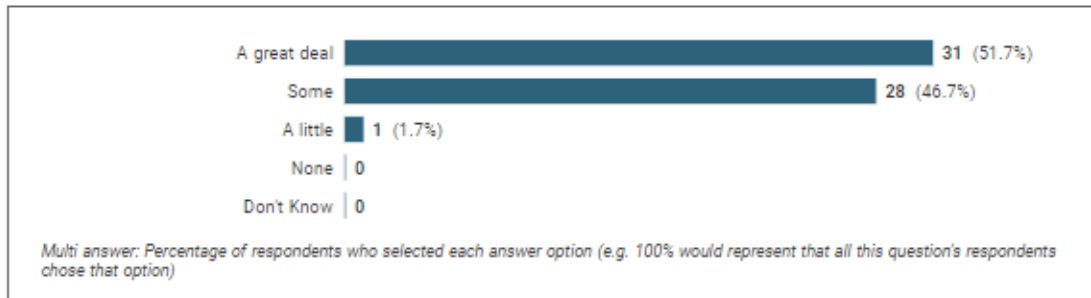 A great deal 31 (51.7%)
Some 28 (46.7%)
A little 1 (1.7%)
None 0
Don't Know 0
Multi answer: Percentage of respondents who selected each answer option (e.g. 100% would represent that all this question's respondents
chose that option)